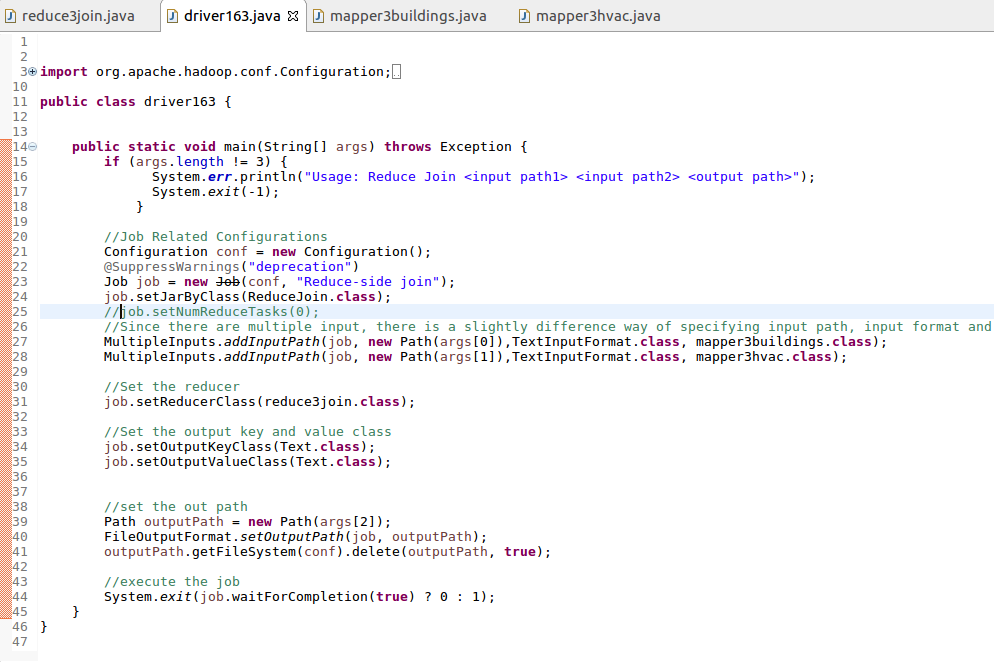 reduce3join.java driver163.java mapper3buildings.java mapper3hvac.java
1
2
3 import org.apache.hadoop.conf.Configuration;
10
11 public class driver163 {
12
13
14 public static void main(String[] args) throws Exception {
15 if (args.length != 3) {
16 System.err.println("Usage: Reduce Join <input path1> <input path2> <output path>");
17 System.exit(-1);
18 }
19
20 //Job Related Configurations
21 Configuration conf = new Configuration();
22 @SuppressWarnings("deprecation")
23 Job job = new Job(conf, "Reduce-side join");
24 job.setJarByClass(ReduceJoin.class);
25 //job.setNumReduceTasks(0);
26 //Since there are multiple input, there is a slightly difference way of specifying input path, input format and
27 MultipleInputs.addInputPath(job, new Path(args[0]),TextInputFormat.class, mapper3buildings.class);
28 MultipleInputs.addInputPath(job, new Path(args[1]),TextInputFormat.class, mapper3hvac.class);
29
30 //Set the reducer
31 job.setReducerClass(reduce3join.class);
32
33 //Set the output key and value class
34 job.setOutputKeyClass(Text.class);
35 job.setOutputValueClass(Text.class);
36
37
38 //set the out path
39 Path outputPath = new Path(args[2]);
40 FileOutputFormat.setOutputPath(job, outputPath);
41 outputPath.getFileSystem(conf).delete(outputPath, true);
42
43 //execute the job
44 System.exit(job.waitForCompletion(true) ? 0 : 1);
45 }
46 }
47